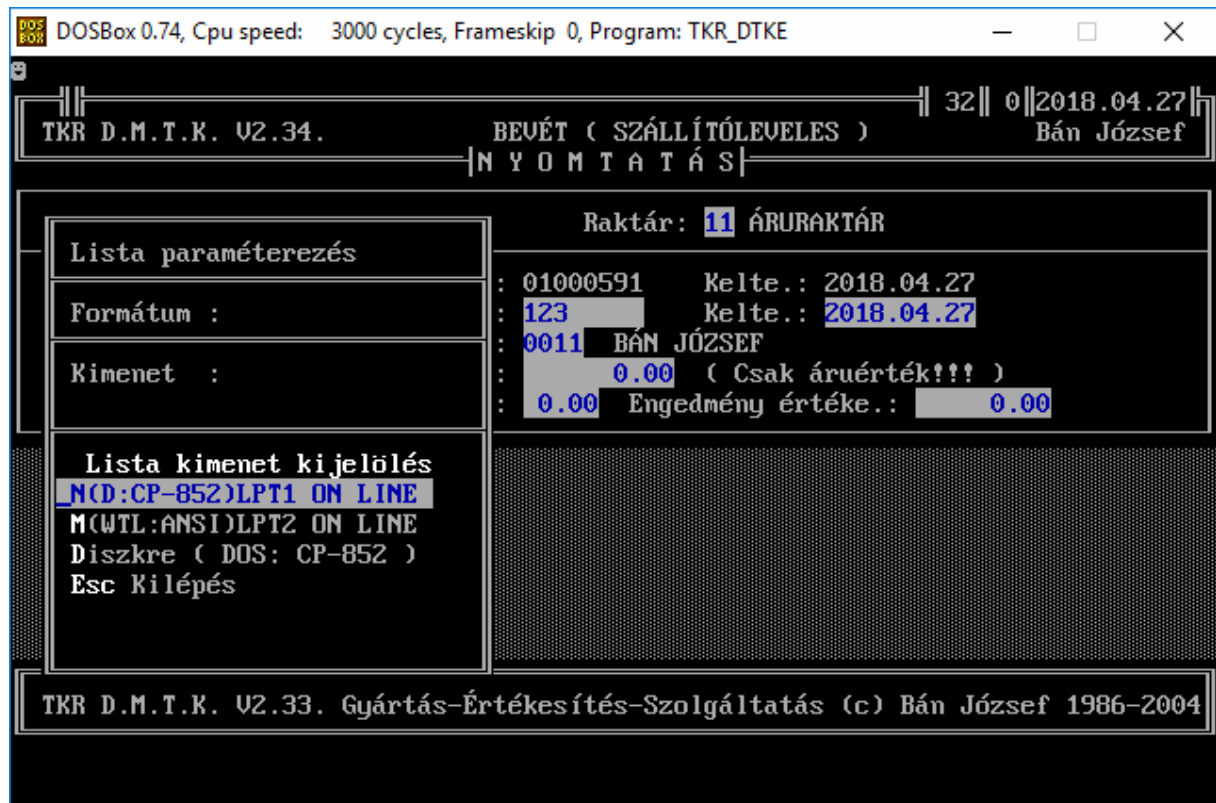 DOSBox 0.74, Cpu speed: 3000 cycles, Frameskip 0, Program: TKR_DTKE
32 0 2018.04.27
TKR D.M.T.K. V2.34. BEVÉT ( SZÁLLÍTÓLEVELES ) Bán József
N Y O M T A T Á S
Raktár: 11 ÁRURAKTÁR
Lista paraméterezés
: 01000591 Kelte.: 2018.04.27
Formátum : : 123 Kelte.: 2018.04.27
: 0011 BÁN JÓZSEF
Kimenet : : 0.00 ( Csak áruérték!!! )
: 0.00 Engedmény értéke.: 0.00
Lista kimenet kijelölés
_N(D:CP-852)LPT1 ON LINE
M(WTL:ANSI)LPT2 ON LINE
Diszkre ( DOS: CP-852 )
Esc Kilépés
TKR D.M.T.K. V2.33. Gyártás-Értékesítés-Szolgáltatás (c) Bán József 1986-2004